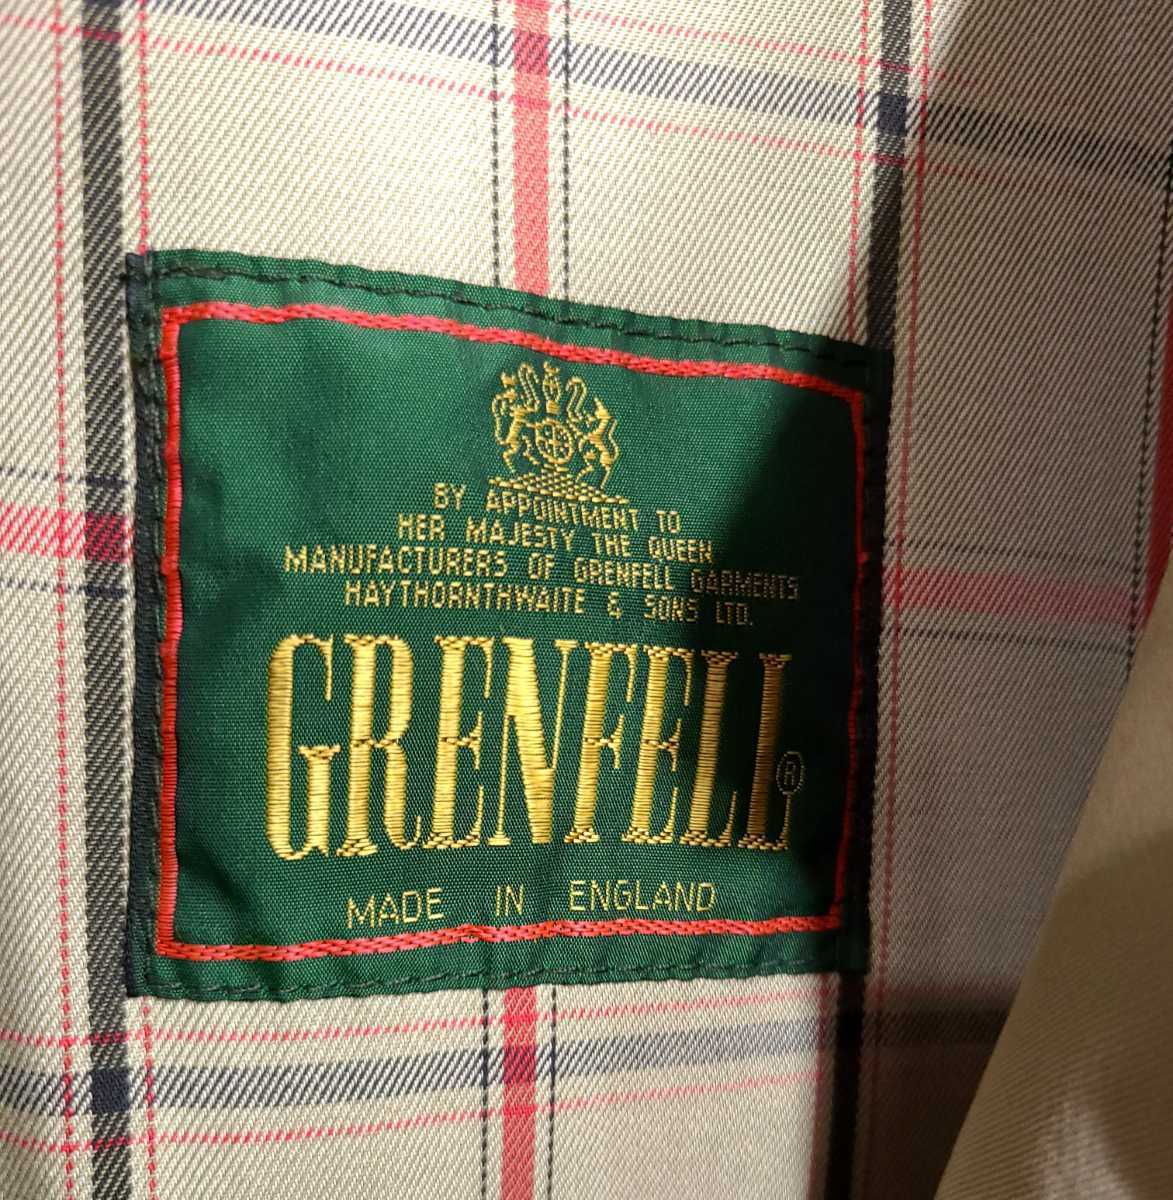 BY APPOINTMENT TO
HER MAJESTY THE QUEEN
MANUFACTURERS OF GRENFELL GARMENTS
HAYTHORNTHWAITE & SONS LTD.
GRENFELL®
MADE IN ENGLAND